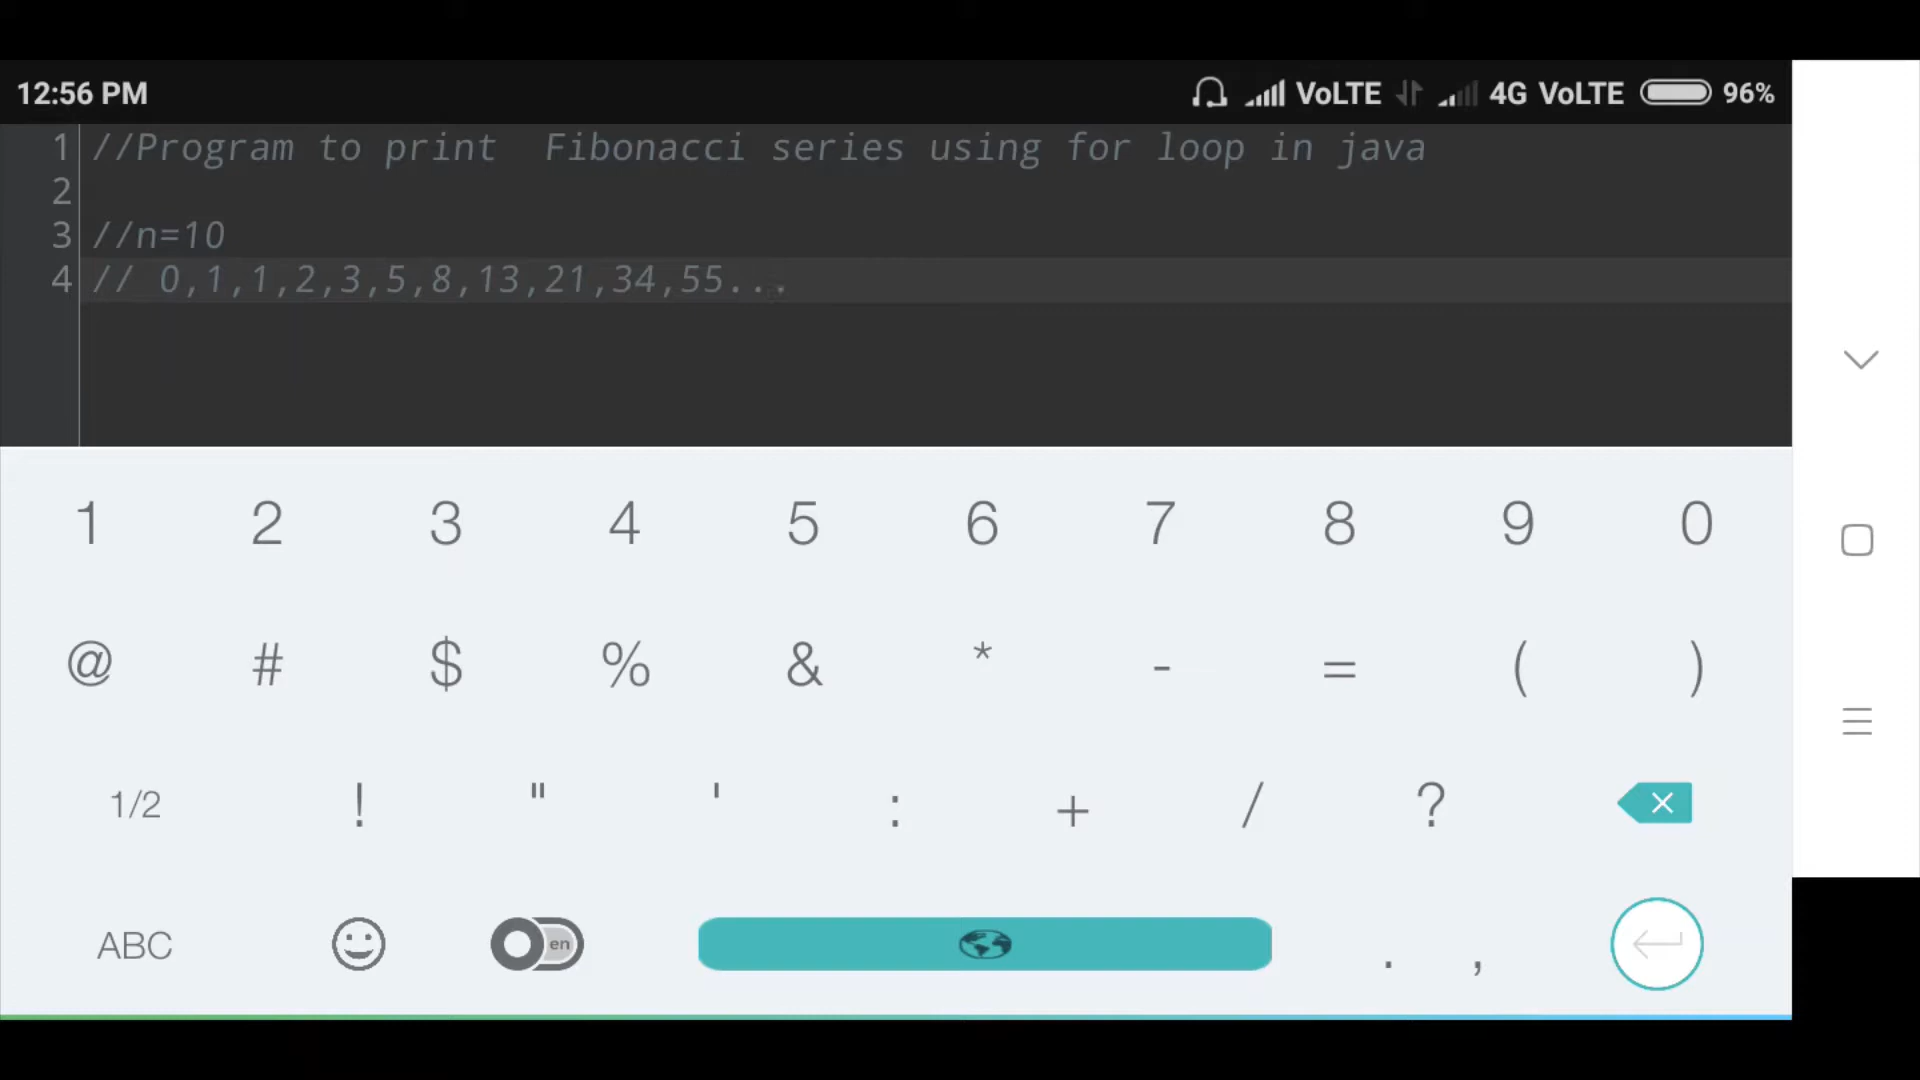 12:56 PM VoLTE 4G VoLTE 96%
1 //Program to print  Fibonacci series using for loop in java
2
3 //n=10
4 // 0,1,1,2,3,5,8,13,21,34,55...
1 2 3 4 5 6 7 8 9 0
@ # $ % & * - = ( )
1/2 ! " ' : + / ?
ABC en . ,